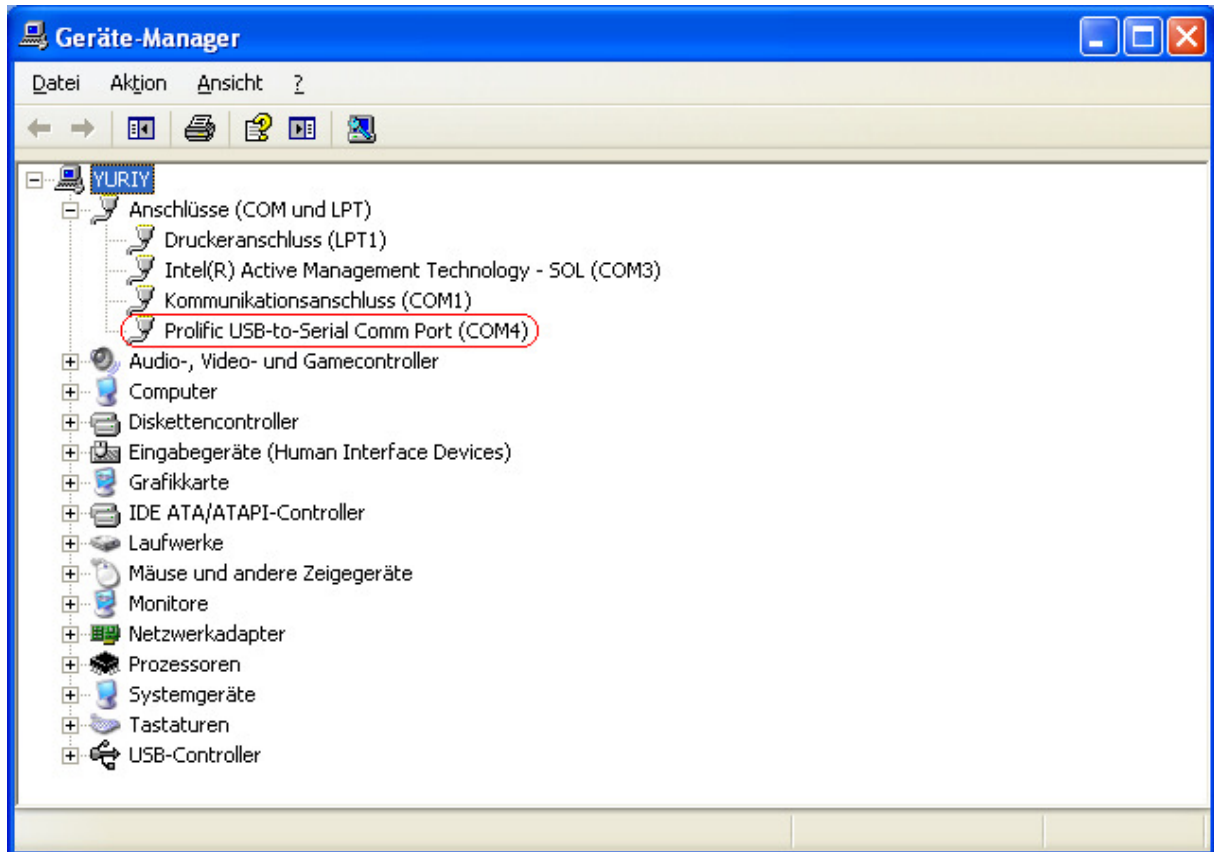 Geräte-Manager
Datei Aktion Ansicht ?
YURIY
Anschlüsse (COM und LPT)
Druckeranschluss (LPT1)
Intel(R) Active Management Technology - SOL (COM3)
Kommunikationsanschluss (COM1)
Prolific USB-to-Serial Comm Port (COM4)
Audio-, Video- und Gamecontroller
Computer
Diskettencontroller
Eingabegeräte (Human Interface Devices)
Grafikkarte
IDE ATA/ATAPI-Controller
Laufwerke
Mäuse und andere Zeigegeräte
Monitore
Netzwerkadapter
Prozessoren
Systemgeräte
Tastaturen
USB-Controller